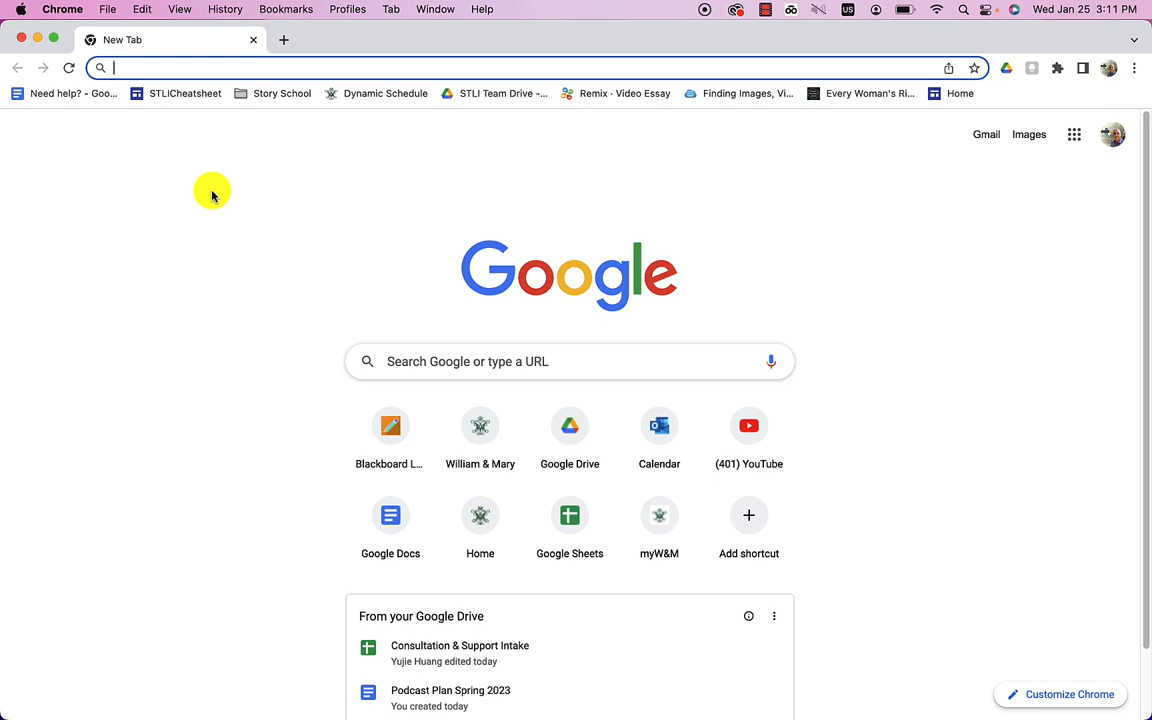 Chrome File Edit View History Bookmarks Profiles Tab Window Help US Wed Jan 25 3:11 PM
New Tab
Need help? - Goo... STLICheatsheet Story School Dynamic Schedule STLI Team Drive -... Remix · Video Essay Finding Images, Vi... Every Woman's Ri... Home
Gmail Images
Google
Search Google or type a URL
Blackboard L... William & Mary Google Drive Calendar (401) YouTube
Google Docs Home Google Sheets myW&M Add shortcut
From your Google Drive
Consultation & Support Intake
Yujie Huang edited today
Podcast Plan Spring 2023
You created today
Customize Chrome